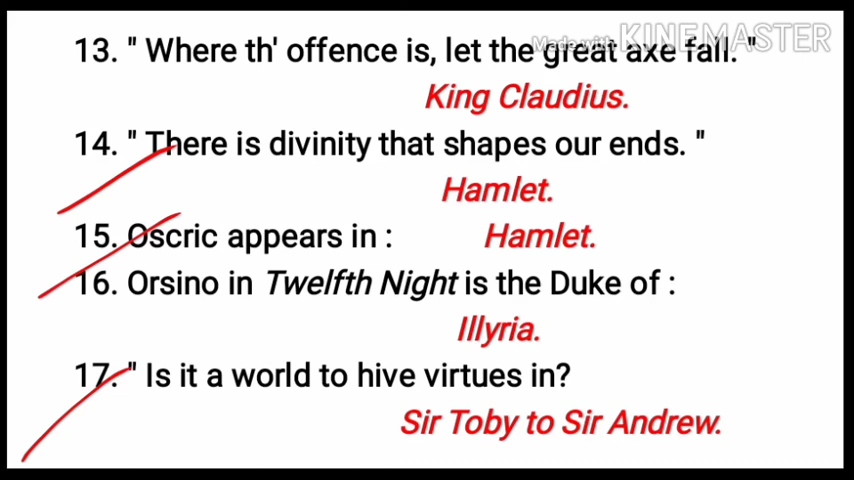 Made with KINEMASTER
13. " Where th' offence is, let the great axe fall. "
King Claudius.
14. " There is divinity that shapes our ends. "
Hamlet.
15. Oscric appears in : Hamlet.
16. Orsino in Twelfth Night is the Duke of :
Illyria.
17. " Is it a world to hive virtues in?
Sir Toby to Sir Andrew.